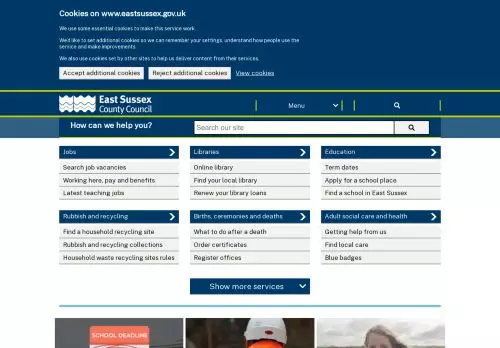 Cookies on www.eastsussex.gov.uk
We use some essential cookies to make this service work.
We'd like to set additional cookies so we can remember your settings, understand how people use the service and make improvements.
We also use cookies set by other sites to help us deliver content from their services.
Accept additional cookies Reject additional cookies View cookies
East Sussex
County Council
Menu
How can we help you?
Search our site
Jobs
Search job vacancies
Working here, pay and benefits
Latest teaching jobs
Libraries
Online library
Find your local library
Renew your library loans
Education
Term dates
Apply for a school place
Find a school in East Sussex
Rubbish and recycling
Find a household recycling site
Rubbish and recycling collections
Household waste recycling sites rules
Births, ceremonies and deaths
What to do after a death
Order certificates
Register offices
Adult social care and health
Getting help from us
Find local care
Blue badges
Show more services
SCHOOL DEADLINE